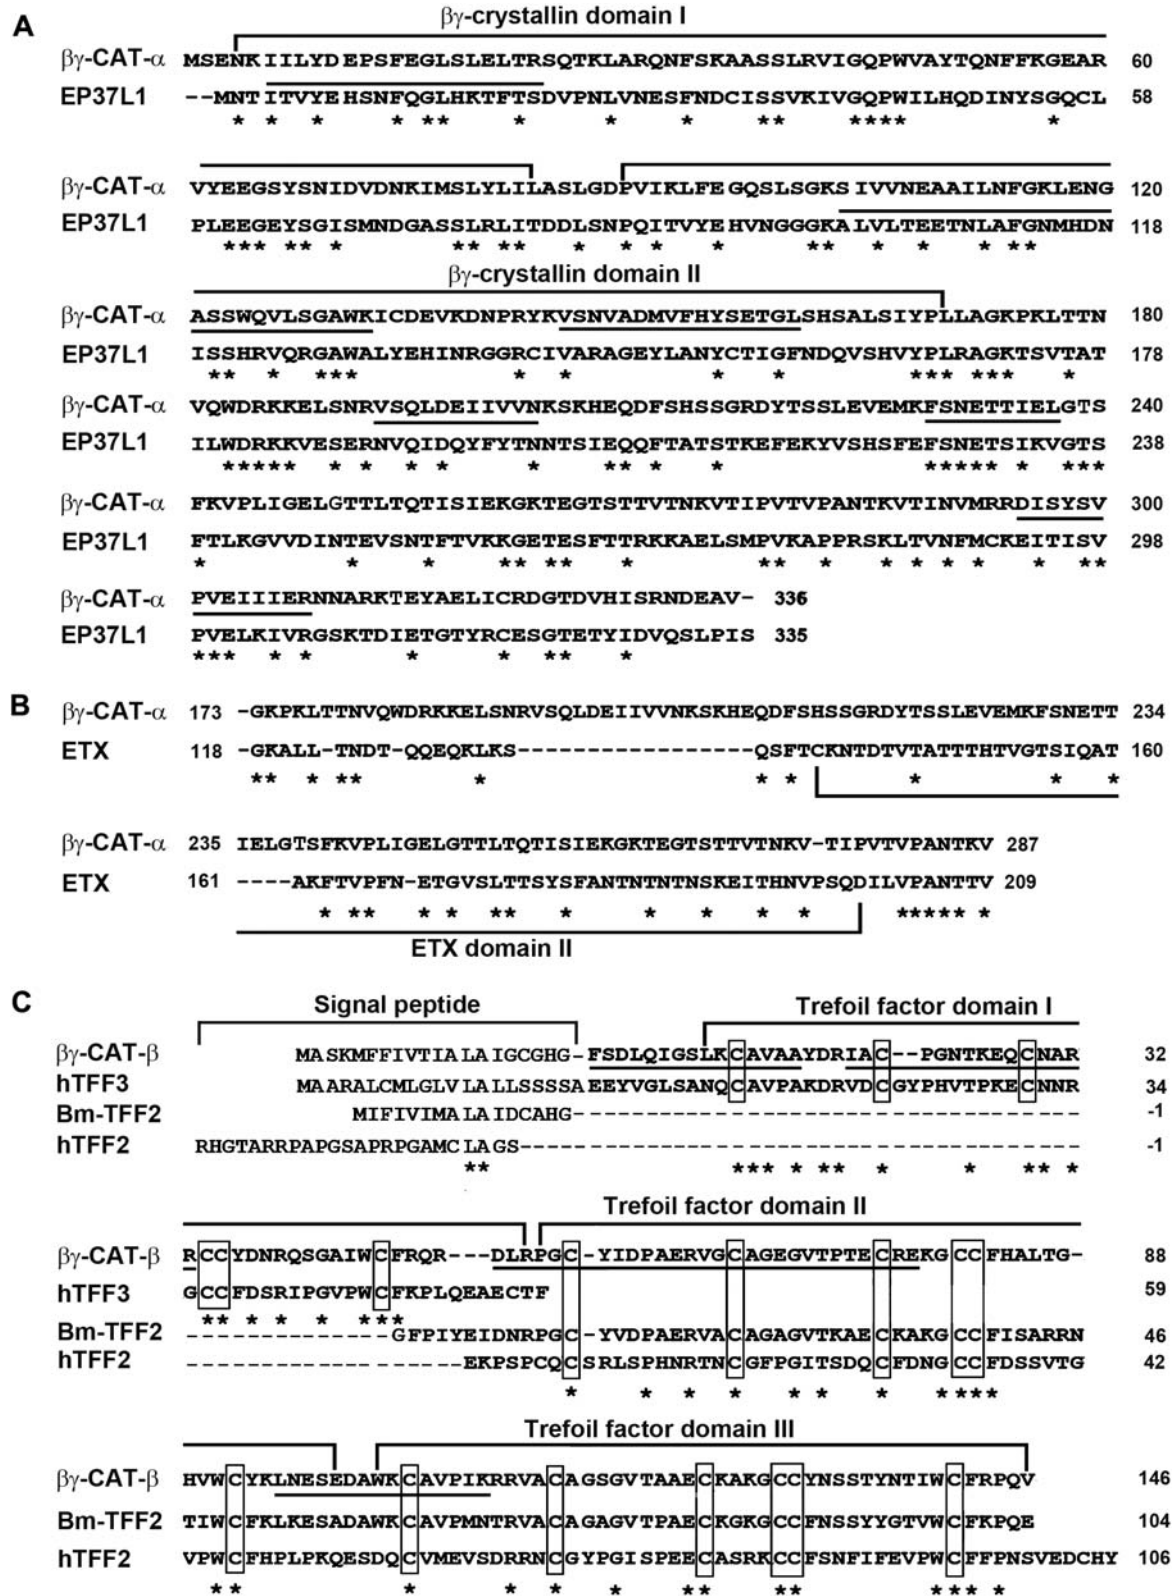 A
βγ-crystallin domain I
βγ-CAT-α MSENKIILYDEPSFEGLSLELTRSQTKLARQNFSKAASSLRVIGQPWVAYTQNFFKGEAR 60
EP37L1 --MNTITVYEHSNFQGLHKTFTSDVPNLVNESFNDCISSVKIVGQPWILHQDINYSGQCL 58
* * * * ** * * * ** **** *
βγ-CAT-α VYEEGSYSNIDVDNKIMSLYLILASLGDPVIKLFEGQSLSGKSIVVNEAAILNFGKLENG 120
EP37L1 PLEEGEYSGISMNDGASSLRLITDDLSNPQITVYEHVNGGGKALVLTEETNLAFGNMHDN 118
*** ** * ** ** * * * * ** * * * **
βγ-crystallin domain II
βγ-CAT-α ASSWQVLSGAWKICDEVKDNPRYKVSNVADMVFHYSETGLSHSALSIYPLLAGKPKLTTN 180
EP37L1 ISSHRVQRGAWALYEHINRGGRCIVARAGEYLANYCTIGFNDQVSHVYPLRAGKTSVTAT 178
** * *** * * * * *** *** *
βγ-CAT-α VQWDRKKELSNRVSQLDEIIVVNKSKHEQDFSHSSGRDYTSSLEVEMKFSNETTIELGTS 240
EP37L1 ILWDRKKVESERNVQIDQYFYTNNTSIEQQFTATSTKEFEKYVSHSFEFSNETSIKVGTS 238
***** * * * * * ** * * ***** * ***
βγ-CAT-α FKVPLIGELGTTLTQTISIEKGKTEGTSTTVTNKVTIPVTVPANTKVTINVMRRDISYSV 300
EP37L1 FTLKGVVDINTEVSNTFTVKKGETESFTTRKKAELSMPVKAPPRSKLTVNFMCKEITISV 298
* * * ** ** * ** * * * * * * **
βγ-CAT-α PVEIIIERNNARKTEYAELICRDGTDVHISRNDEAV- 336
EP37L1 PVELKIVRGSKTDIETGTYRCESGTETYIDVQSLPIS 335
*** * * * * ** *
B
βγ-CAT-α 173 -GKPKLTTNVQWDRKKELSNRVSQLDEIIVVNKSKHEQDFSHSSGRDYTSSLEVEMKFSNETT 234
ETX 118 -GKALL-TNDT-QQEQKLKS-----------------QSFTCKNTDTVTATTTHTVGTSIQAT 160
** * ** * * * * * *
βγ-CAT-α 235 IELGTSFKVPLIGELGTTLTQTISIEKGKTEGTSTTVTNKV-TIPVTVPANTKV 287
ETX 161 ----AKFTVPFN-ETGVSLTTSYSFANTNTNTNSKEITHNVPSQDILVPANTTV 209
* ** * * ** * * * * * ***** *
ETX domain II
C
Signal peptide Trefoil factor domain I
βγ-CAT-β MASKMFFIVTIALAIGCGHG-FSDLQIGSLKCAVAAYDRIAC--PGNTKEQCNAR 32
hTFF3 MAARALCMLGLVLALLSSSSAEEYVGLSANQCAVPAKDRVDCGYPHVTPKECNNR 34
Bm-TFF2 MIFIVIMALAIDCAHG------------------------------------- -1
hTFF2 RHGTARRPAPGSAPRPGAMCLAGS----------------------------------------- -1
** *** * ** * * ** *
Trefoil factor domain II
βγ-CAT-β RCCYDNRQSGAIWCFRQR---DLRPGC-YIDPAERVGCAGEGVTPTECREKGCCFHALTG- 88
hTFF3 GCCFDSRIPGVPWCFKPLQEAECTF 59
** * * * ***
Bm-TFF2 ---------------GFPIYEIDNRPGC-YVDPAERVACAGAGVTKAECKAKGCCFISARRN 46
hTFF2 --------------------EKPSPCQCSRLSPHNRTNCGFPGITSDQCFDNGCCFDSSVTG 42
* * * * * * * ****
Trefoil factor domain III
βγ-CAT-β HVWCYKLNESEDAWKCAVPIKRRVACAGSGVTAAECKAKGCCYNSSTYNTIWCFRPQV 146
Bm-TFF2 TIWCFKLKESADAWKCAVPMNTRVACAGAGVTPAECKGKGCCFNSSYYGTVWCFKPQE 104
hTFF2 VPWCFHPLPKQESDQCVMEVSDRRNCGYPGISPEECASRKCCFSNFIFEVPWCFFPNSVEDCHY 106
** * * * * ** ** *** *